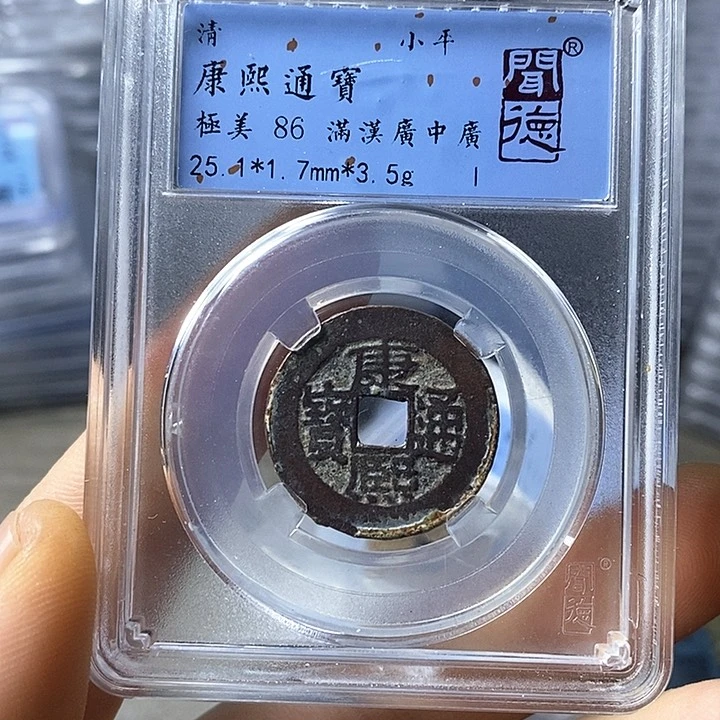 清 小平
康熙通寶
極美 86 滿漢廣中廣
25.1*1.7mm*3.5g
聞德®
康熙通寶
聞德®